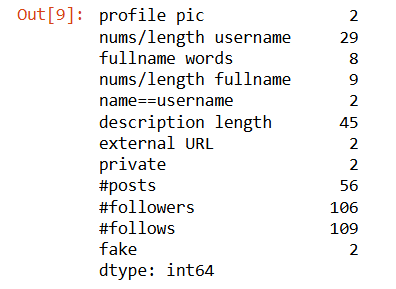 Out[9]: profile pic 2
nums/length username 29
fullname words 8
nums/length fullname 9
name==username 2
description length 45
external URL 2
private 2
#posts 56
#followers 106
#follows 109
fake 2
dtype: int64